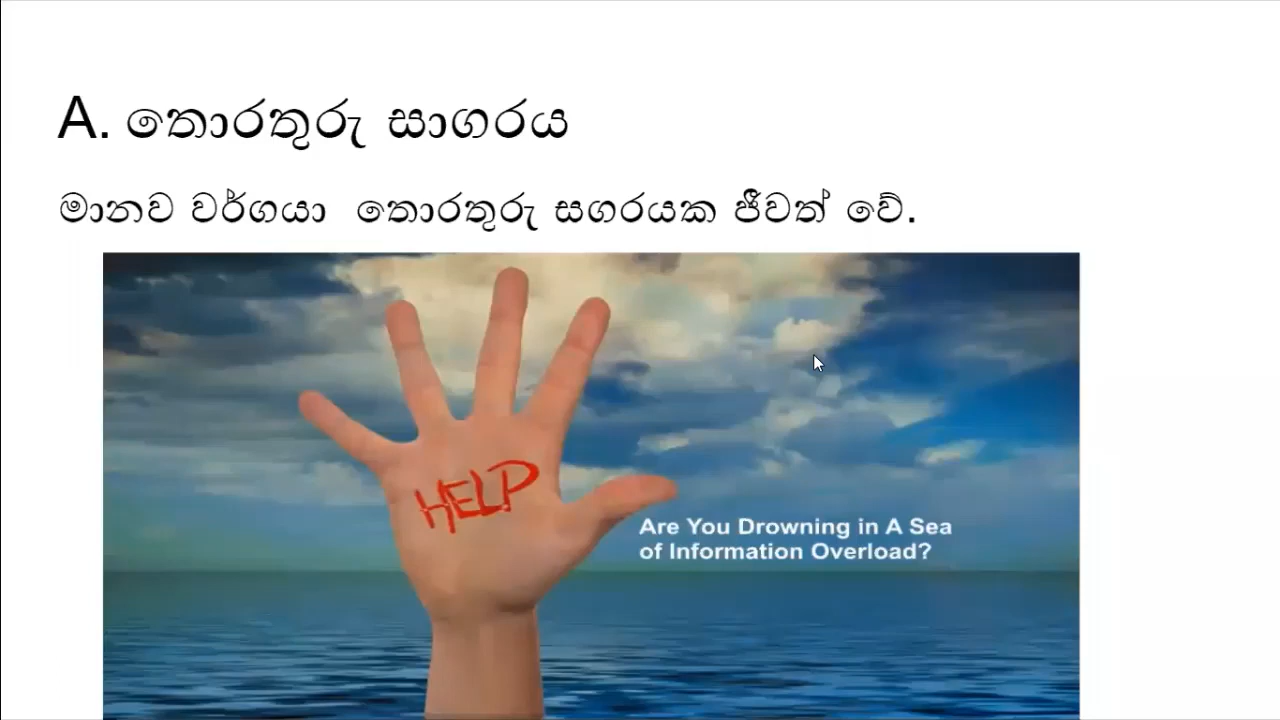 A. තොරතුරු සාගරය
මානව වර්ගයා තොරතුරු සගරයක ජීවත් වේ.
HELP
Are You Drowning in A Sea
of Information Overload?